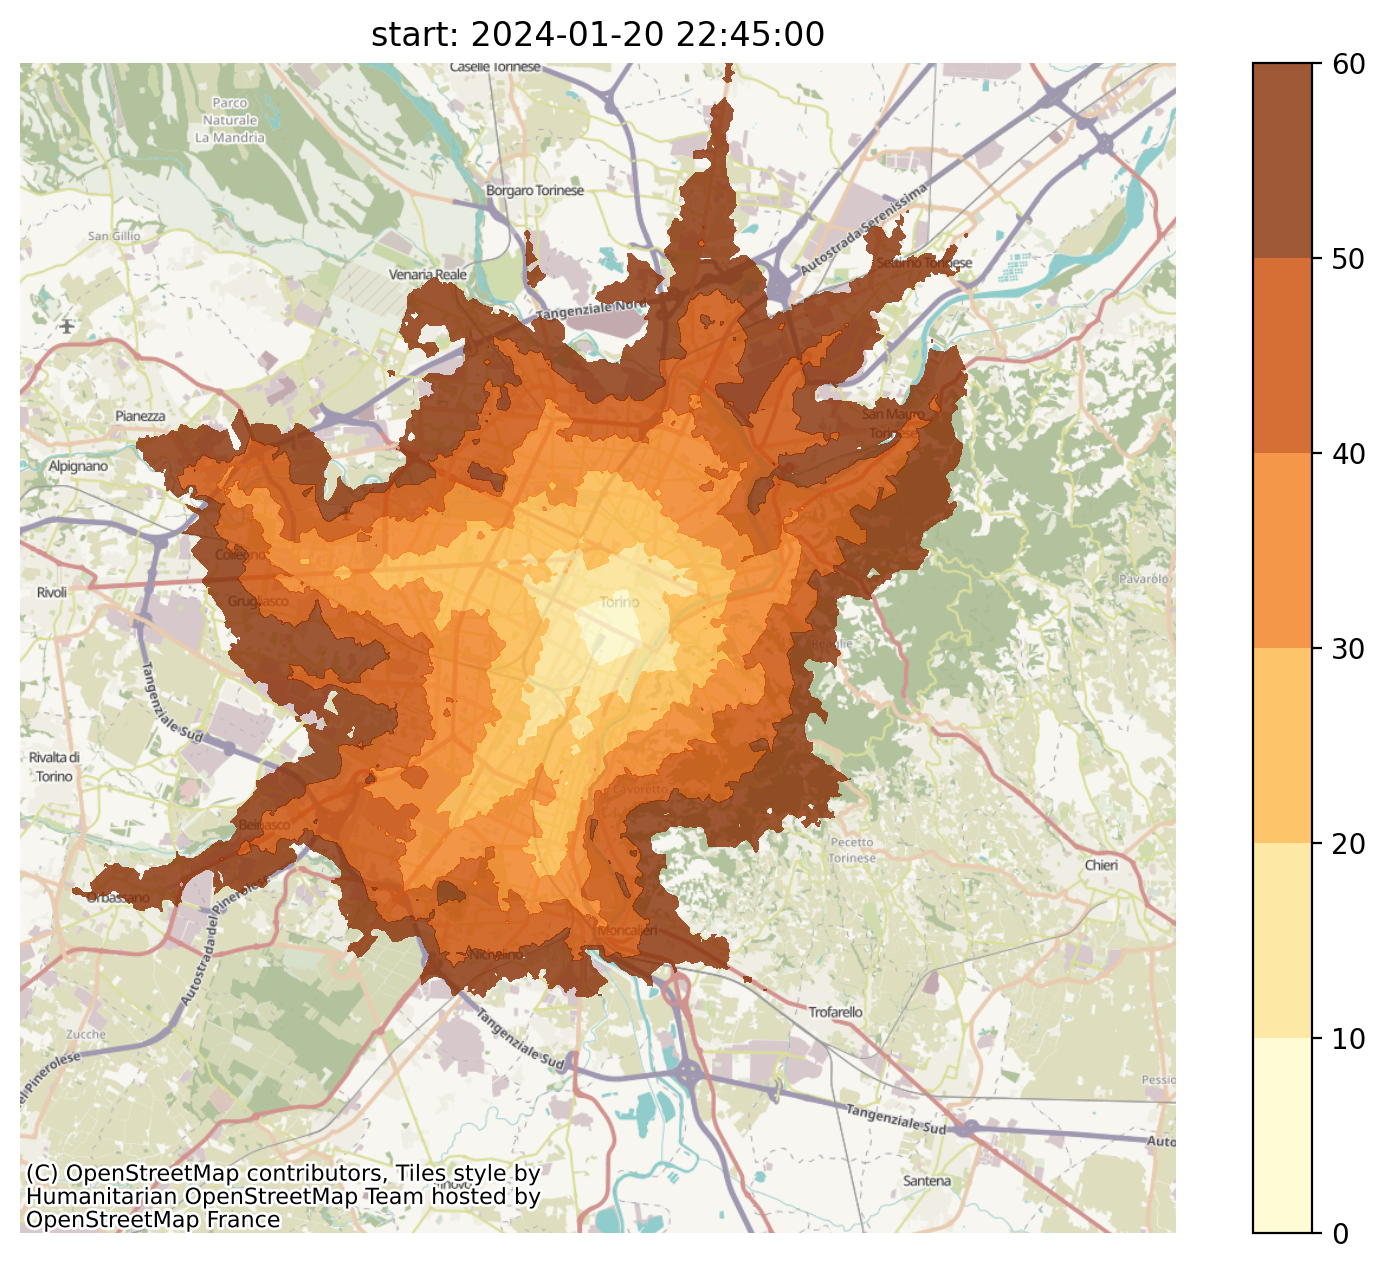 start: 2024-01-20 22:45:00
Caselle Torinese
Parco
Naturale
La Mandria
Borgaro Torinese
San Gillio
Venaria Reale
Autostrada Serenissima
Settimo Torinese
Tangenziale Nord
Pianezza
San Mauro
Torinese
Alpignano
Collegno
Pavarolo
Rivoli
Grugliasco
Torino
Tangenziale Sud
Rivalta di
Torino
Cavoretto
Beinasco
Pecetto
Torinese
Chieri
Orbassano
Autostrada del Pinerolese
Moncalieri
Nichelino
Trofarello
Zucche
Tangenziale Sud
el Pinerolese
Pessio
Tangenziale Sud
Auto
Santena
(C) OpenStreetMap contributors, Tiles style by
Humanitarian OpenStreetMap Team hosted by
OpenStreetMap France
60
50
40
30
20
10
0